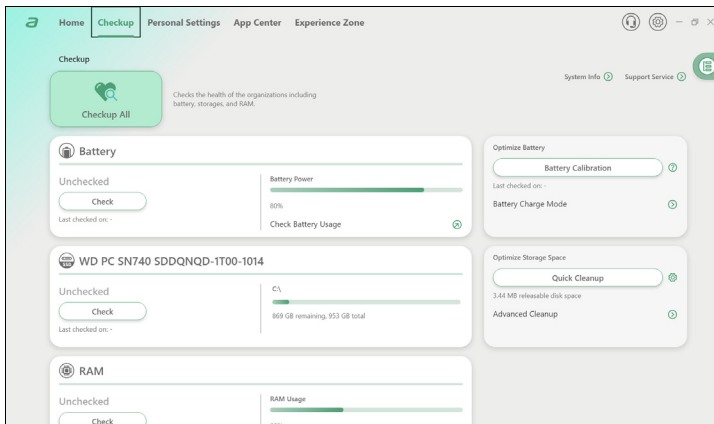 a
Home Checkup Personal Settings App Center Experience Zone
Checkup
System Info Support Service
Checkup All
Checks the health of the organizations including
battery, storages, and RAM.
Battery
Unchecked
Check
Last checked on: -
Battery Power
80%
Check Battery Usage
Optimize Battery
Battery Calibration
Last checked on: -
Battery Charge Mode
WD PC SN740 SDDQNQD-1T00-1014
Unchecked
Check
Last checked on: -
C:\
869 GB remaining, 953 GB total
Optimize Storage Space
Quick Cleanup
3.44 MB releasable disk space
Advanced Cleanup
RAM
Unchecked
Check
RAM Usage